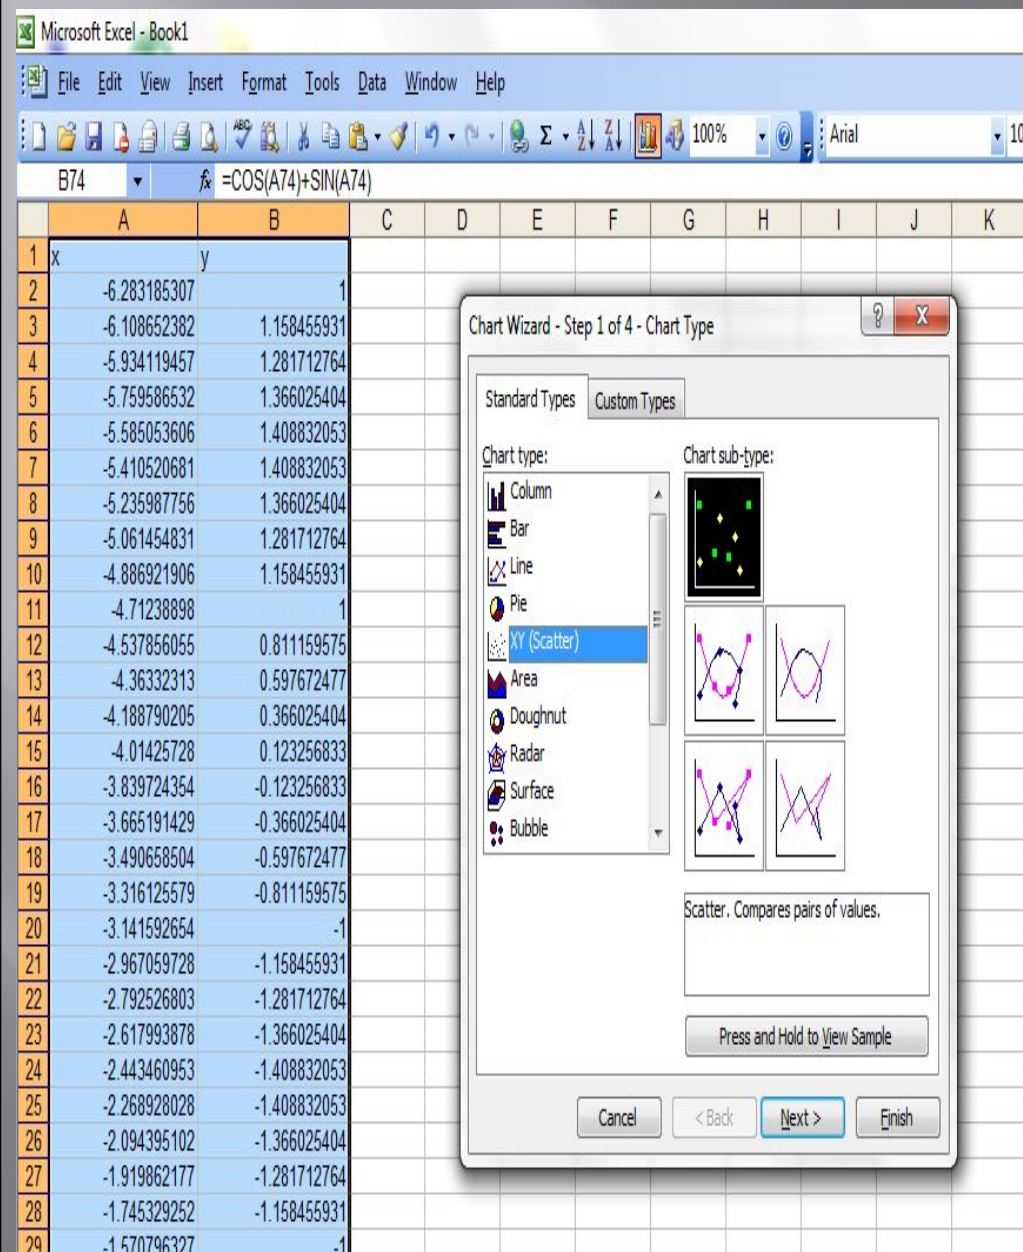 Microsoft Excel - Book1
File Edit View Insert Format Tools Data Window Help
ABC Σ A Z Z A 100% Arial 10
B74 fx =COS(A74)+SIN(A74)
A B C D E F G H I J K
1 x y
2 -6.283185307 1
3 -6.108652382 1.158455931
4 -5.934119457 1.281712764
5 -5.759586532 1.366025404
6 -5.585053606 1.408832053
7 -5.410520681 1.408832053
8 -5.235987756 1.366025404
9 -5.061454831 1.281712764
10 -4.886921906 1.158455931
11 -4.71238898 1
12 -4.537856055 0.811159575
13 -4.36332313 0.597672477
14 -4.188790205 0.366025404
15 -4.01425728 0.123256833
16 -3.839724354 -0.123256833
17 -3.665191429 -0.366025404
18 -3.490658504 -0.597672477
19 -3.316125579 -0.811159575
20 -3.141592654 -1
21 -2.967059728 -1.158455931
22 -2.792526803 -1.281712764
23 -2.617993878 -1.366025404
24 -2.443460953 -1.408832053
25 -2.268928028 -1.408832053
26 -2.094395102 -1.366025404
27 -1.919862177 -1.281712764
28 -1.745329252 -1.158455931
29 -1.570796327 -1
Chart Wizard - Step 1 of 4 - Chart Type
Standard Types Custom Types
Chart type:
Column
Bar
Line
Pie
XY (Scatter)
Area
Doughnut
Radar
Surface
Bubble
Chart sub-type:
Scatter. Compares pairs of values.
Press and Hold to View Sample
Cancel < Back Next > Finish